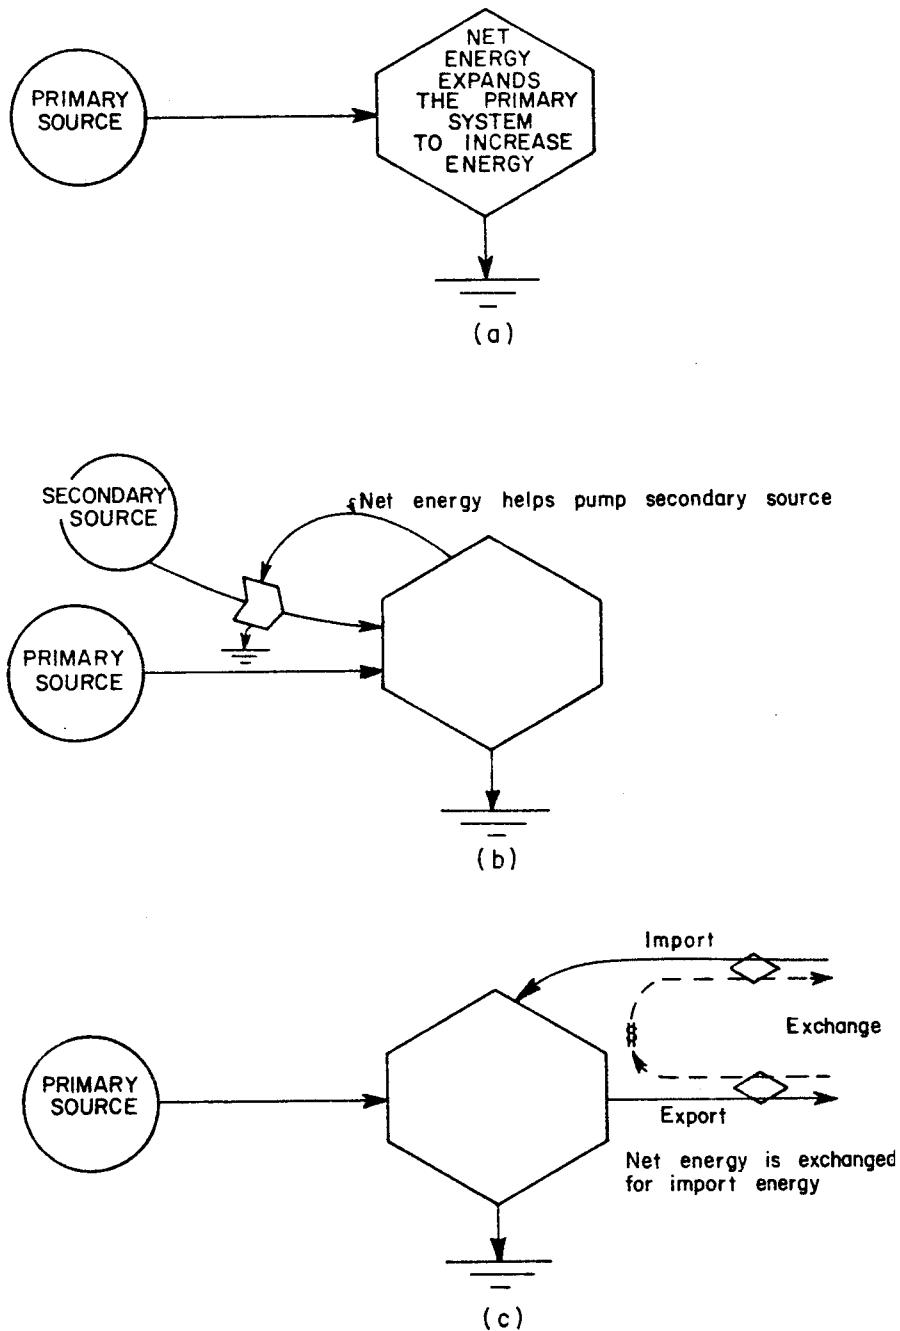 PRIMARY
SOURCE
NET
ENERGY
EXPANDS
THE PRIMARY
SYSTEM
TO INCREASE
ENERGY
(a)
SECONDARY
SOURCE
Net energy helps pump secondary source
PRIMARY
SOURCE
(b)
Import
Exchange
PRIMARY
SOURCE
Export
Net energy is exchanged
for import energy
(c)